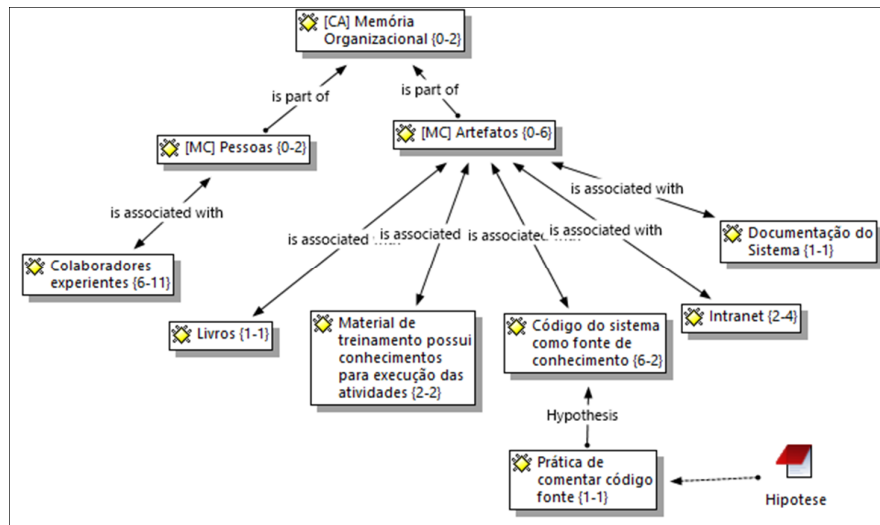 [CA] Memória
Organizacional {0-2}
is part of
is part of
[MC] Pessoas {0-2}
[MC] Artefatos {0-6}
is associated with
is associated with
Documentação do
Sistema {1-1}
is associated with
is associated
is associated with
is associated with
Colaboradores
experientes {6-11}
Livros {1-1}
Material de
treinamento possui
conhecimentos
para execução das
atividades {2-2}
Código do sistema
como fonte de
conhecimento {6-2}
Intranet {2-4}
Hypothesis
Prática de
comentar código
fonte {1-1}
Hipotese